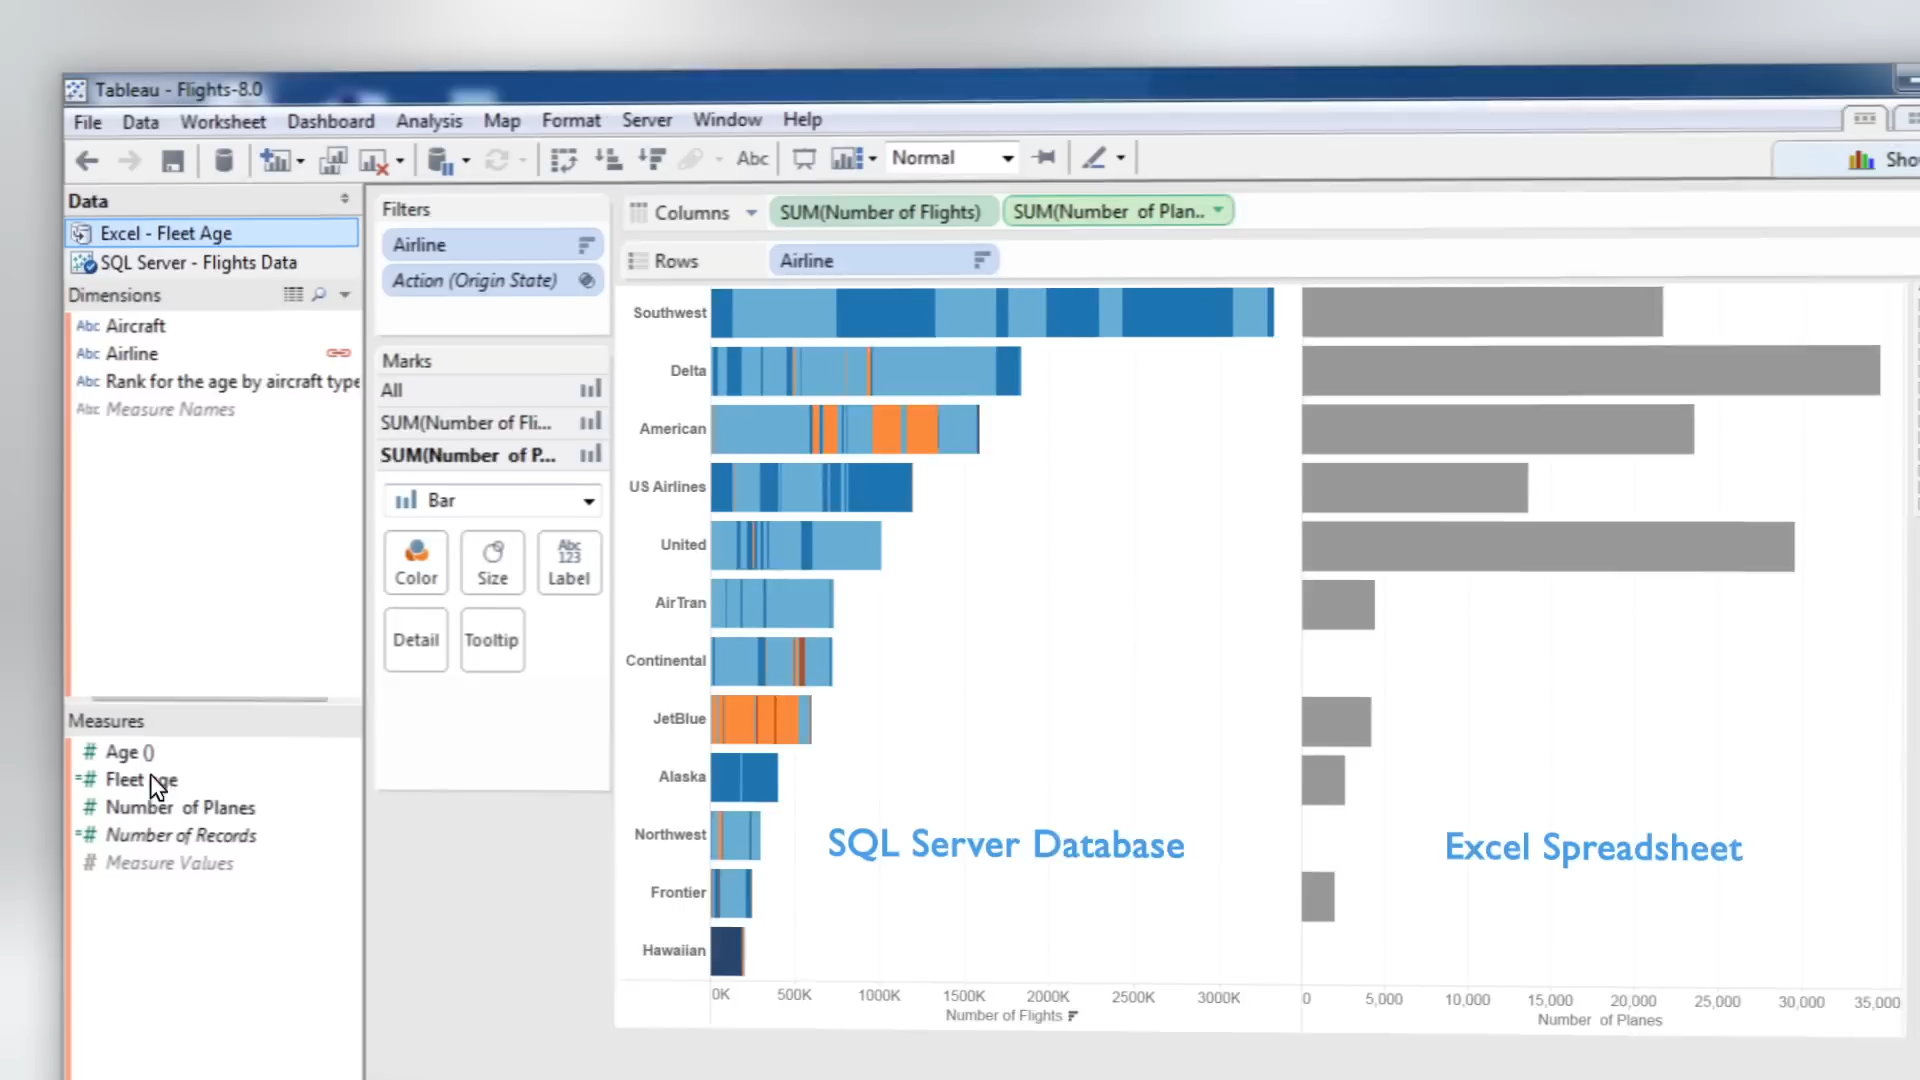 Tableau - Flights-8.0
File Data Worksheet Dashboard Analysis Map Format Server Window Help
Abc Normal Sho
Data
Excel - Fleet Age
SQL Server - Flights Data
Dimensions
Abc Aircraft
Abc Airline
Abc Rank for the age by aircraft type
Abc Measure Names
Measures
# Age ()
=# Fleet ge
# Number of Planes
=# Number of Records
# Measure Values
Filters
Airline
Action (Origin State)
Marks
All
SUM(Number of Fli...
SUM(Number of P...
Bar
Color Size Abc 123 Label
Detail Tooltip
Columns SUM(Number of Flights) SUM(Number of Plan..
Rows Airline
Southwest
Delta
American
US Airlines
United
AirTran
Continental
JetBlue
Alaska
Northwest
Frontier
Hawaiian
SQL Server Database Excel Spreadsheet
0K 500K 1000K 1500K 2000K 2500K 3000K
Number of Flights
0 5,000 10,000 15,000 20,000 25,000 30,000 35,000
Number of Planes